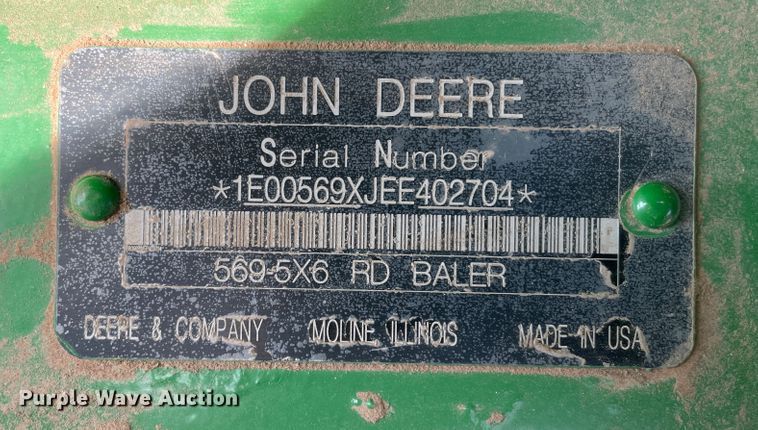 JOHN DEERE
Serial Number
*1E00569XJEE402704*
569-5X6 RD BALER
DEERE & COMPANY MOLINE ILLINOIS MADE IN USA
Purple Wave Auction